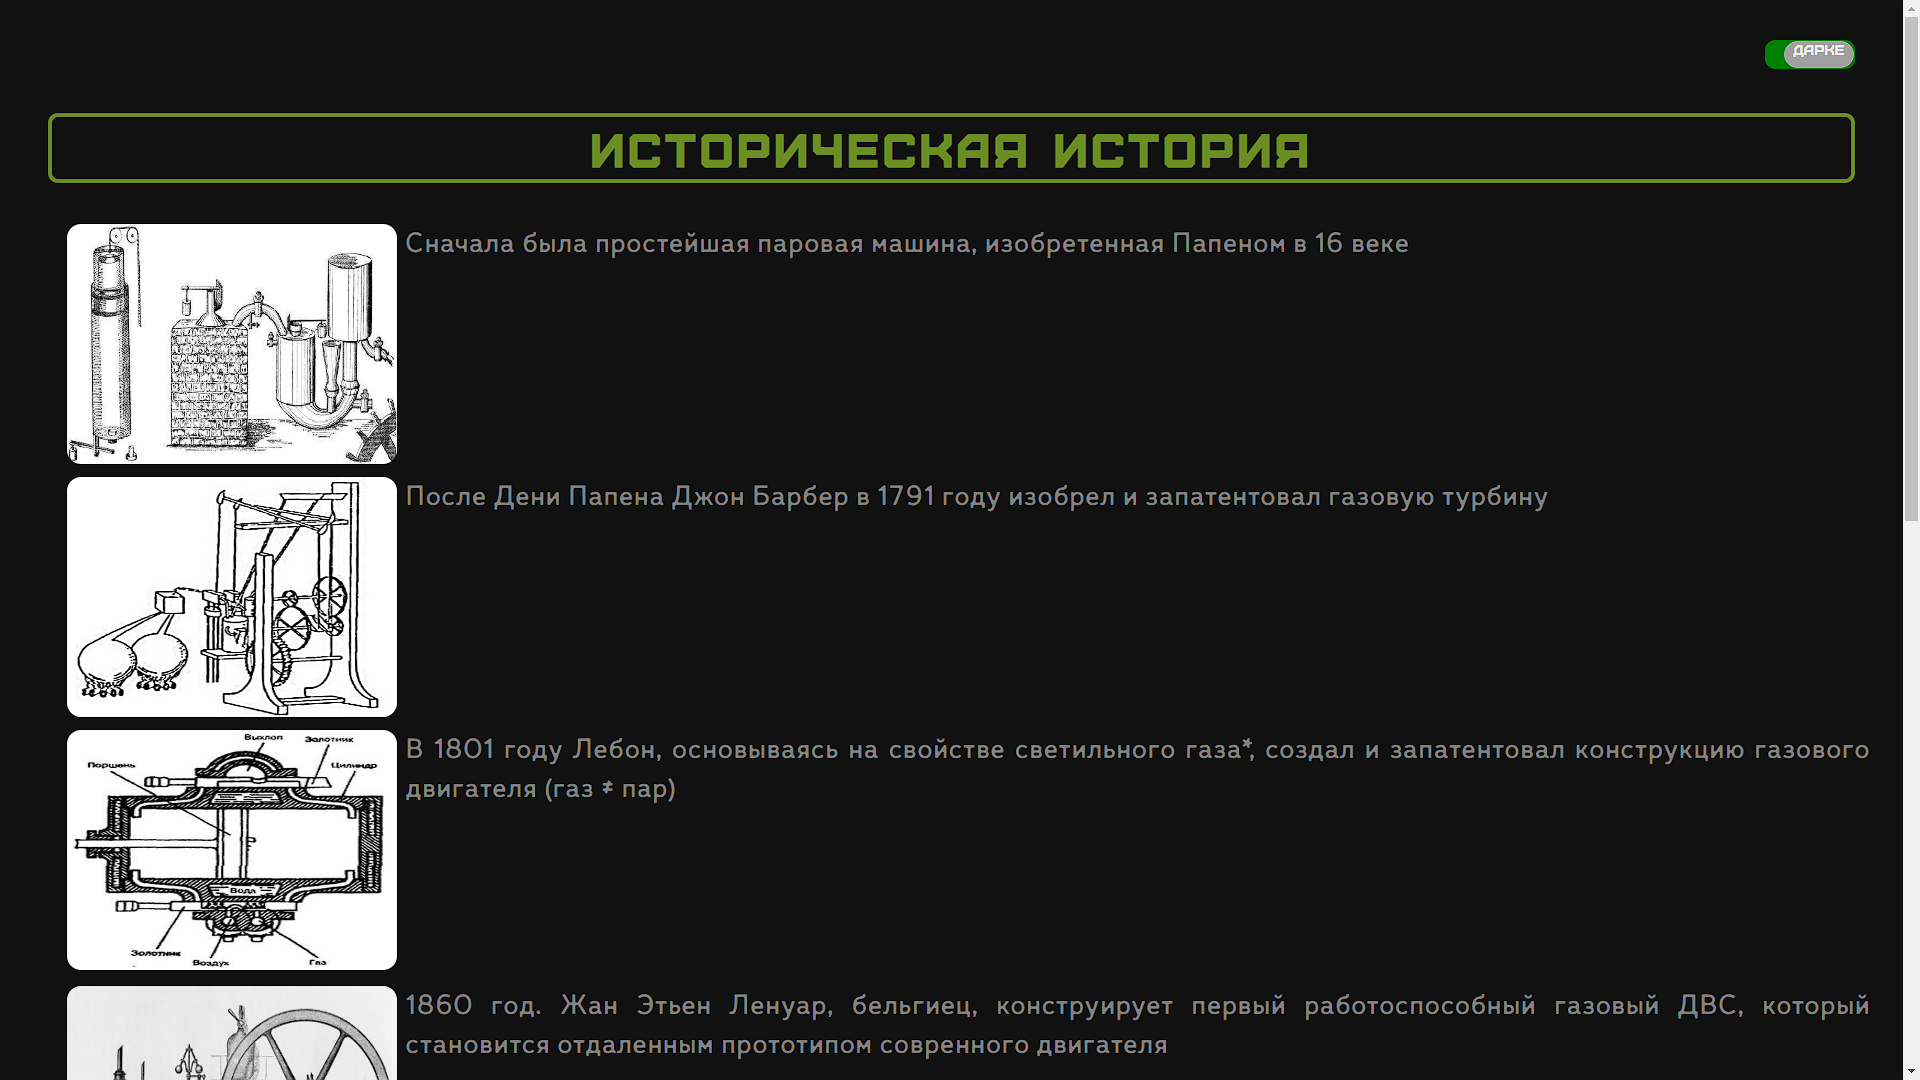 ДАРКЕ
ИСТОРИЧЕСКАЯ ИСТОРИЯ
Сначала была простейшая паровая машина, изобретенная Папеном в 16 веке
После Дени Папена Джон Барбер в 1791 году изобрел и запатентовал газовую турбину
Выхлоп
Золотник
Поршень
Цилиндр
Вода
Золотник
Воздух
Газ
В 1801 году Лебон, основываясь на свойстве светильного газа*, создал и запатентовал конструкцию газового
двигателя (газ ≠ пар)
1860 год. Жан Этьен Ленуар, бельгиец, конструирует первый работоспособный газовый ДВС, который
становится отдаленным прототипом совренного двигателя